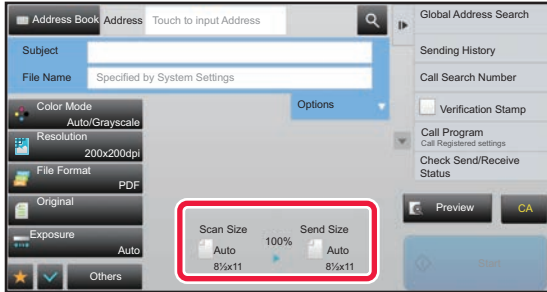 Address Book
Address
Touch to input Address
Global Address Search
Subject
Sending History
File Name
Specified by System Settings
Call Search Number
Color Mode
Auto/Grayscale
Options
Verification Stamp
Resolution
200x200dpi
Call Program
Call Registered settings
File Format
PDF
Check Send/Receive
Status
Original
Preview
CA
Exposure
Auto
Scan Size
Send Size
Auto
100%
Auto
8½x11
8½x11
Others
Start